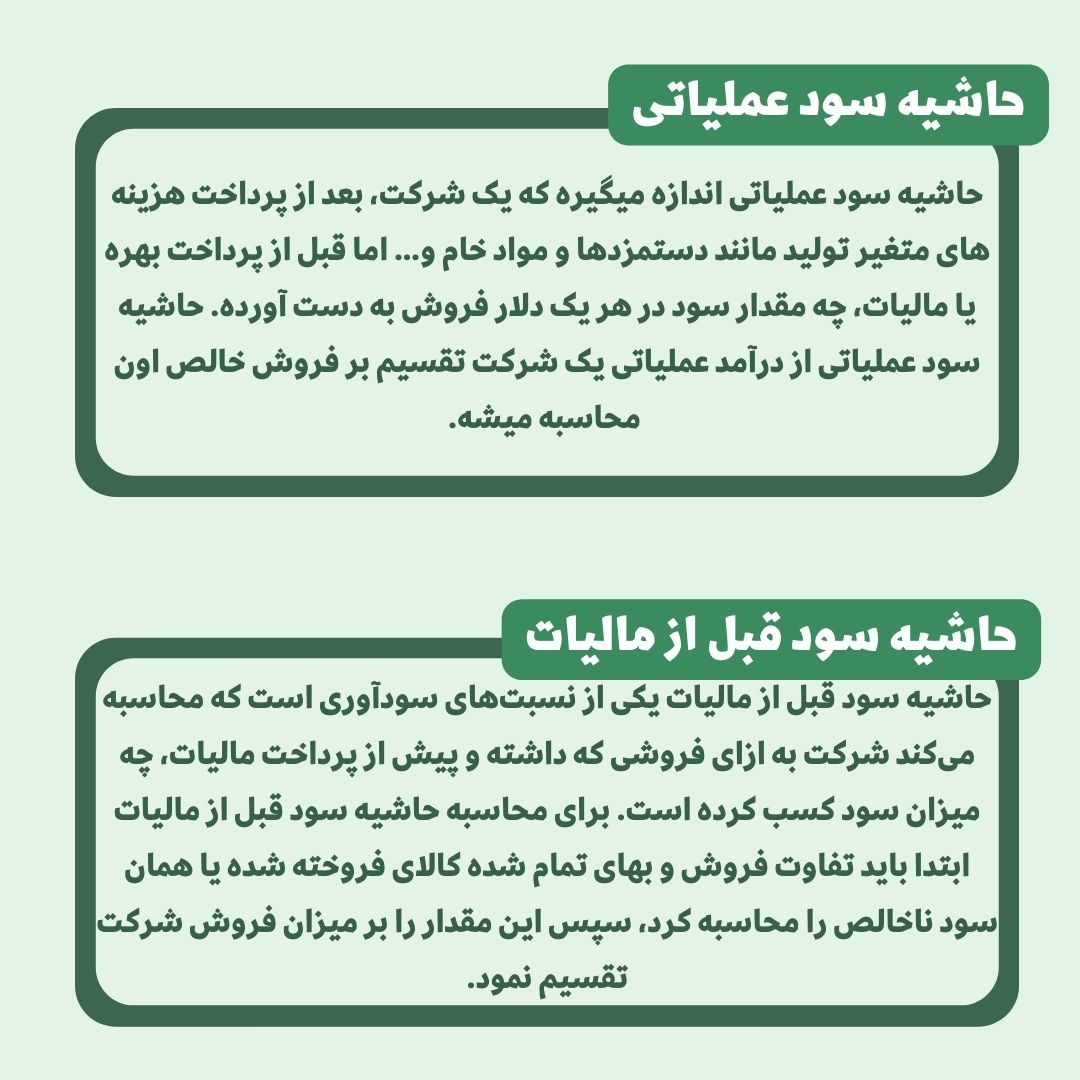 حاشیه سود عملیاتی
حاشیه سود عملیاتی اندازه میگیره که یک شرکت، بعد از پرداخت هزینه
های متغیر تولید مانند دستمزدها و مواد خام و... اما قبل از پرداخت بهره
یا مالیات، چه مقدار سود در هر یک دلار فروش به دست آورده. حاشیه
سود عملیاتی از درآمد عملیاتی یک شرکت تقسیم بر فروش خالص اون
محاسبه میشه.
حاشیه سود قبل از مالیات
حاشیه سود قبل از مالیات یکی از نسبت‌های سودآوری است که محاسبه
می‌کند شرکت به ازای فروشی که داشته و پیش از پرداخت مالیات، چه
میزان سود کسب کرده است. برای محاسبه حاشیه سود قبل از مالیات
ابتدا باید تفاوت فروش و بهای تمام شده کالای فروخته شده یا همان
سود ناخالص را محاسبه کرد، سپس این مقدار را بر میزان فروش شرکت
تقسیم نمود.